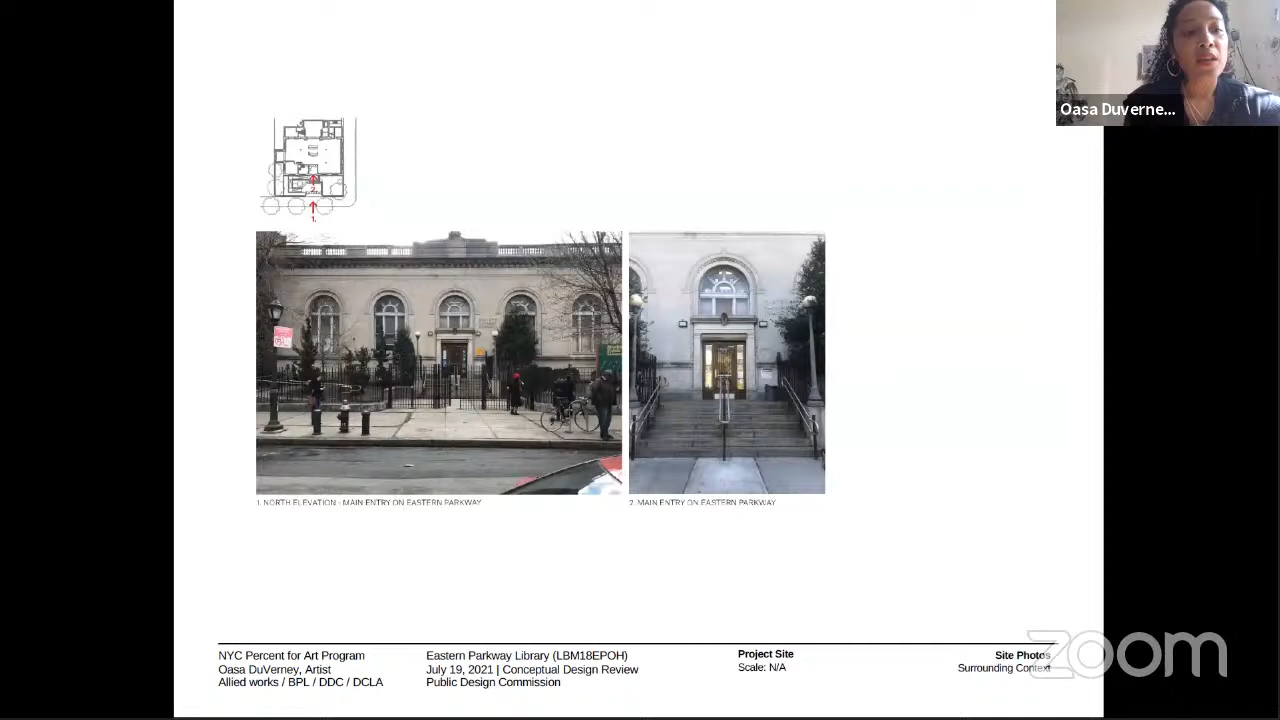 Oasa Duverne...
2.
1.
1. NORTH ELEVATION - MAIN ENTRY ON EASTERN PARKWAY
2. MAIN ENTRY ON EASTERN PARKWAY
NYC Percent for Art Program
Oasa DuVerney, Artist
Allied works / BPL / DDC / DCLA
Eastern Parkway Library (LBM18EPOH)
July 19, 2021 | Conceptual Design Review
Public Design Commission
Project Site
Scale: N/A
Site Photos
Surrounding Context
zoom